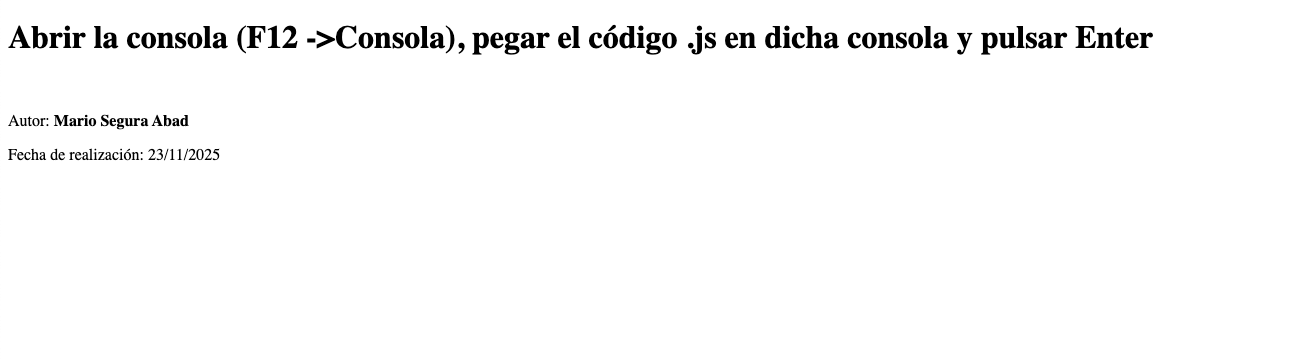 Abrir la consola (F12 ->Consola), pegar el código .js en dicha consola y pulsar Enter
Autor: Mario Segura Abad
Fecha de realización: 23/11/2025